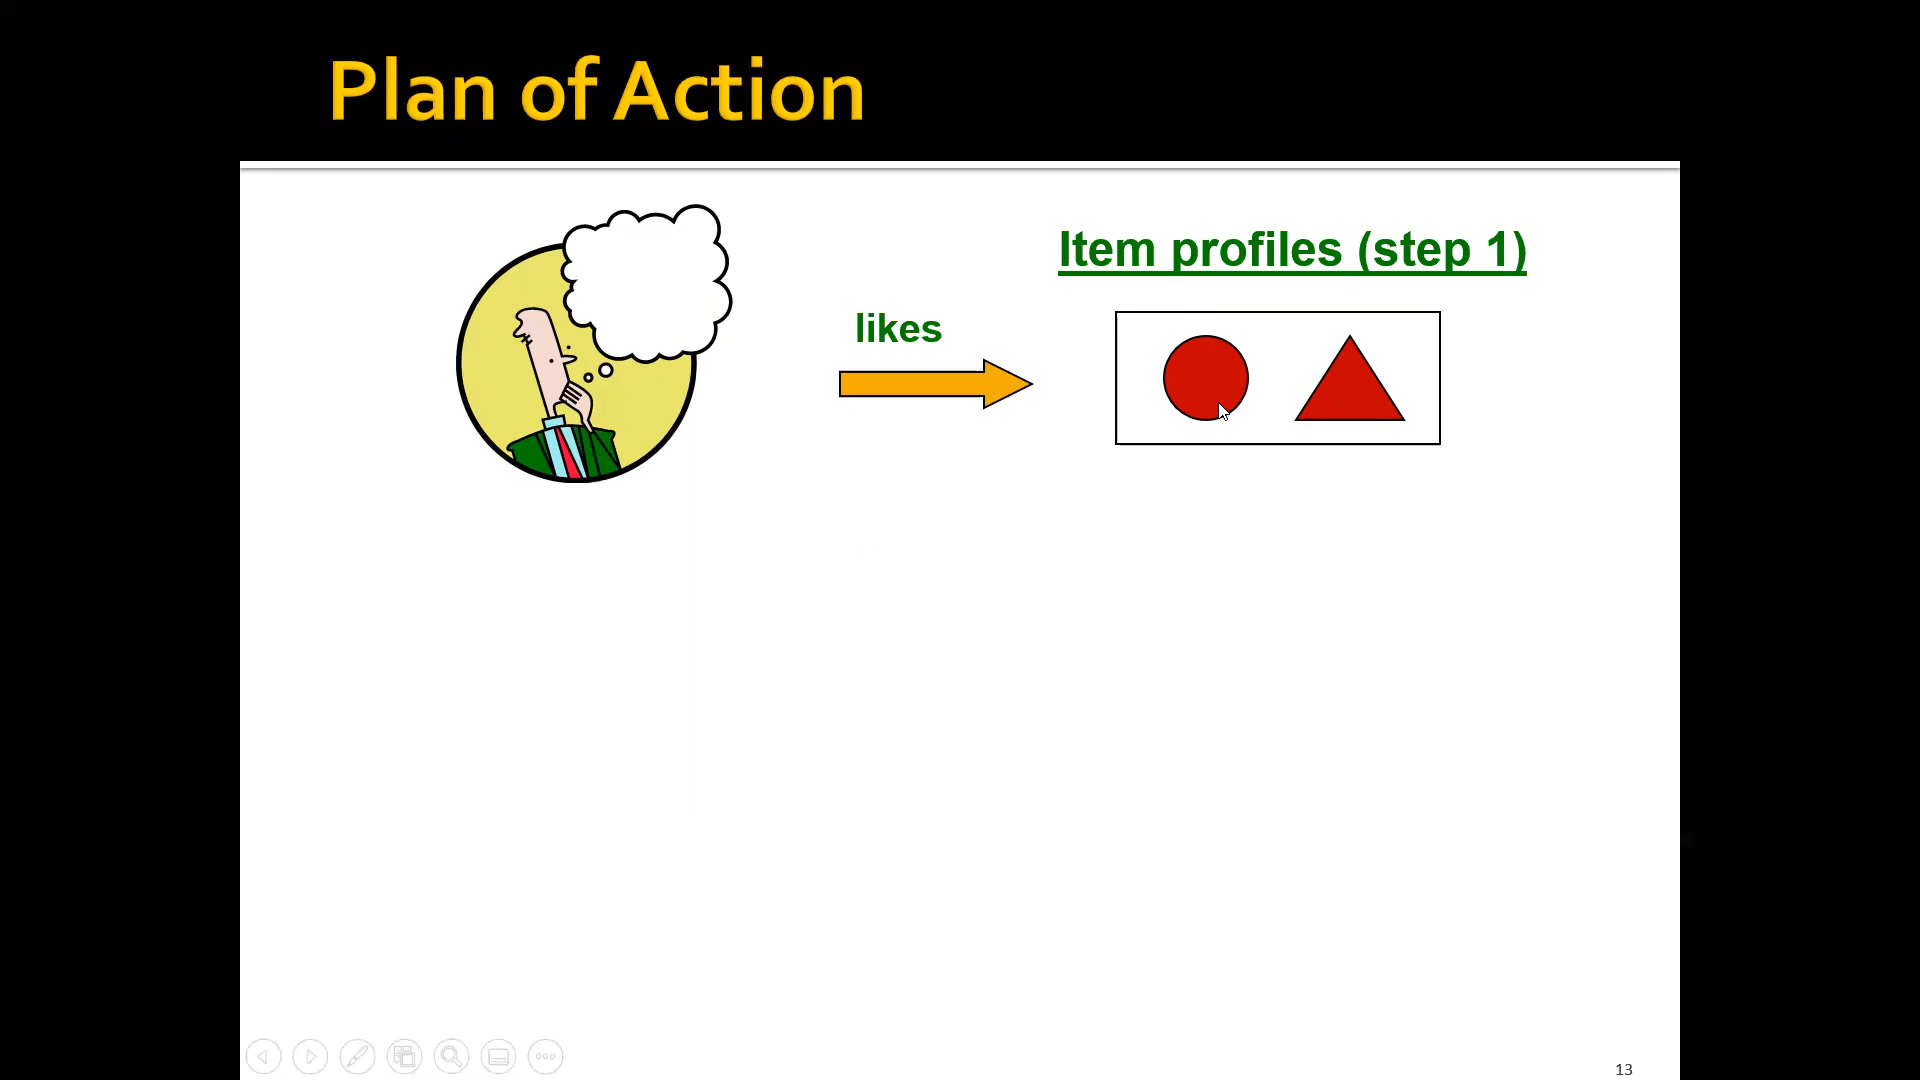 Plan of Action
Item profiles (step 1)
likes
13